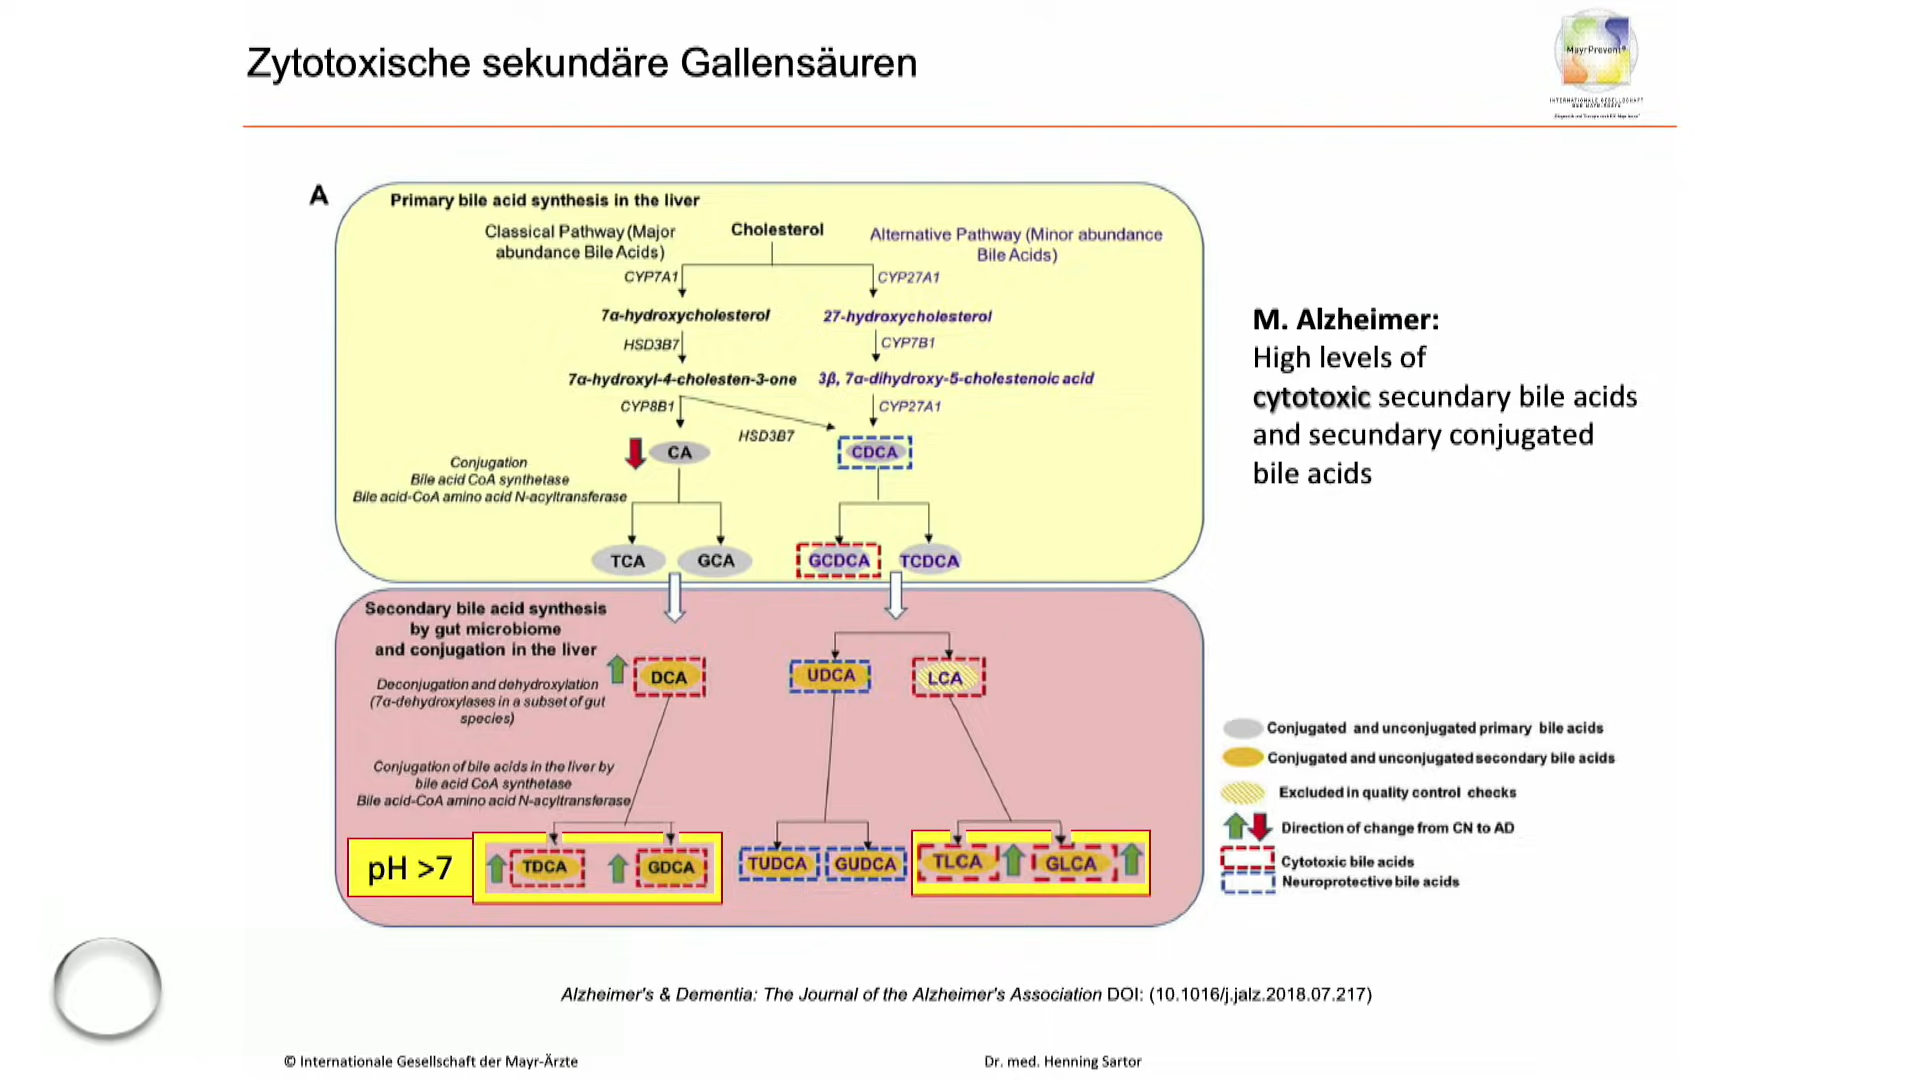 Zytotoxische sekundäre Gallensäuren
MayrPrevent®
INTERNATIONALE GESELLSCHAFT
DER MAYR-ÄRZTE
A
Primary bile acid synthesis in the liver
Classical Pathway (Major
abundance Bile Acids)
Cholesterol
Alternative Pathway (Minor abundance
Bile Acids)
CYP7A1
CYP27A1
7α-hydroxycholesterol
27-hydroxycholesterol
HSD3B7
CYP7B1
7α-hydroxyl-4-cholesten-3-one
3β, 7α-dihydroxy-5-cholestenoic acid
CYP8B1
CYP27A1
HSD3B7
CA
CDCA
Conjugation
Bile acid CoA synthetase
Bile acid-CoA amino acid N-acyltransferase
TCA
GCA
GCDCA
TCDCA
M. Alzheimer:
High levels of
cytotoxic secundary bile acids
and secundary conjugated
bile acids
Secondary bile acid synthesis
by gut microbiome
and conjugation in the liver
DCA
UDCA
LCA
Deconjugation and dehydroxylation
(7α-dehydroxylases in a subset of gut
species)
Conjugation of bile acids in the liver by
bile acid CoA synthetase
Bile acid-CoA amino acid N-acyltransferase
pH >7
TDCA
GDCA
TUDCA
GUDCA
TLCA
GLCA
Conjugated and unconjugated primary bile acids
Conjugated and unconjugated secondary bile acids
Excluded in quality control checks
Direction of change from CN to AD
Cytotoxic bile acids
Neuroprotective bile acids
Alzheimer's & Dementia: The Journal of the Alzheimer's Association DOI: (10.1016/j.jalz.2018.07.217)
© Internationale Gesellschaft der Mayr-Ärzte
Dr. med. Henning Sartor